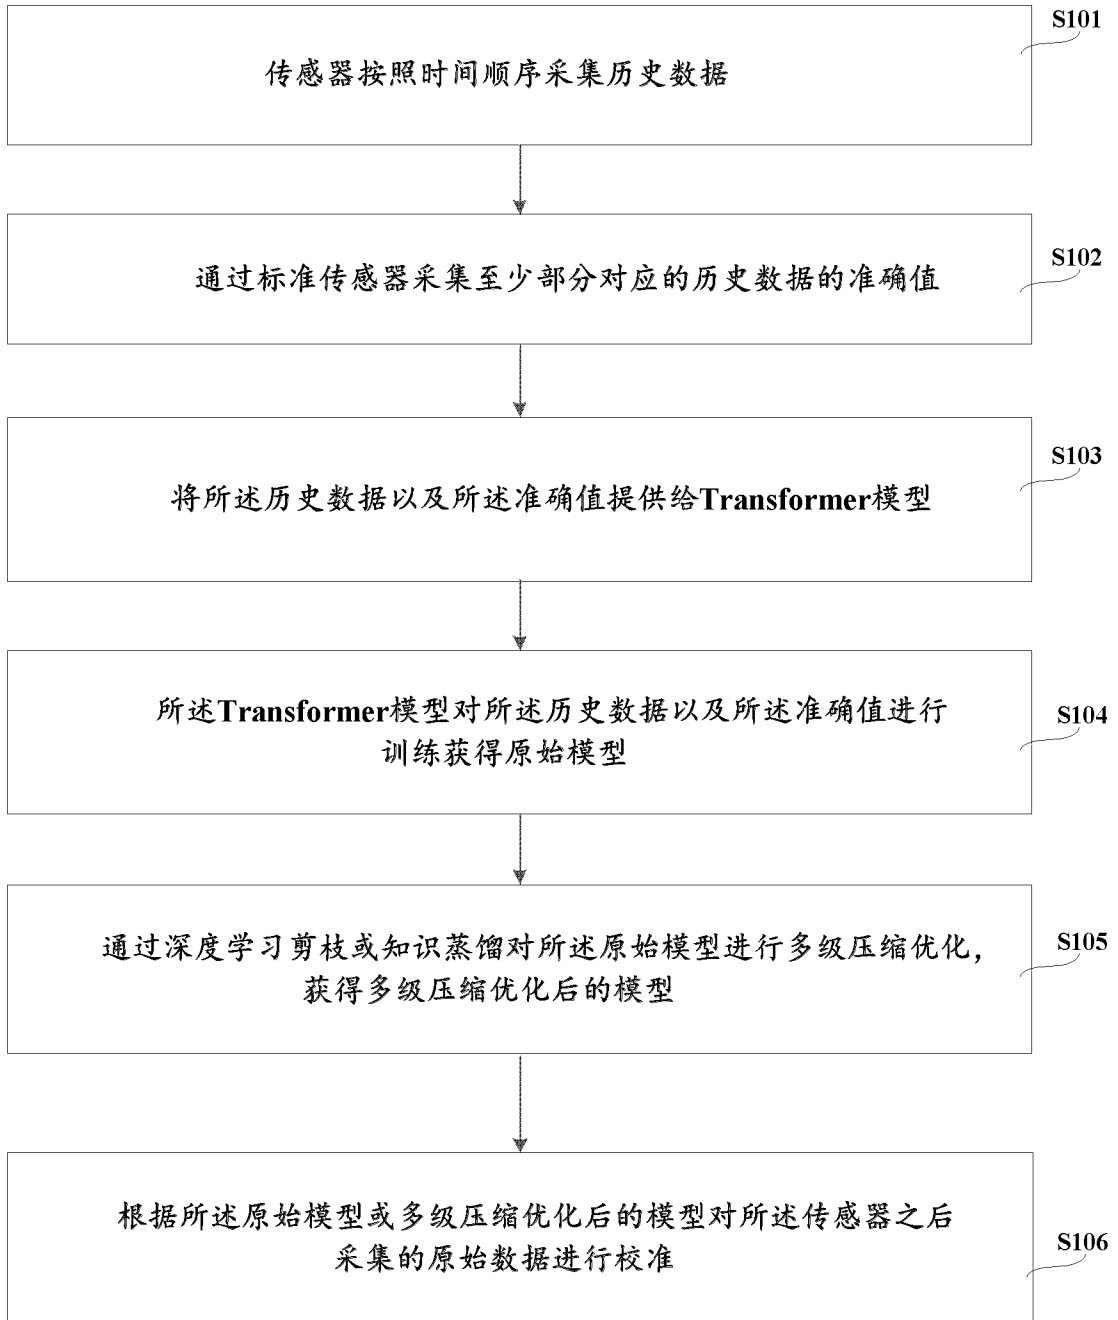 S101
传感器按照时间顺序采集历史数据
S102
通过标准传感器采集至少部分对应的历史数据的准确值
S103
将所述历史数据以及所述准确值提供给Transformer模型
所述Transformer模型对所述历史数据以及所述准确值进行
S104
训练获得原始模型
通过深度学习剪枝或知识蒸馏对所述原始模型进行多级压缩优化，
S105
获得多级压缩优化后的模型
根据所述原始模型或多级压缩优化后的模型对所述传感器之后
S106
采集的原始数据进行校准